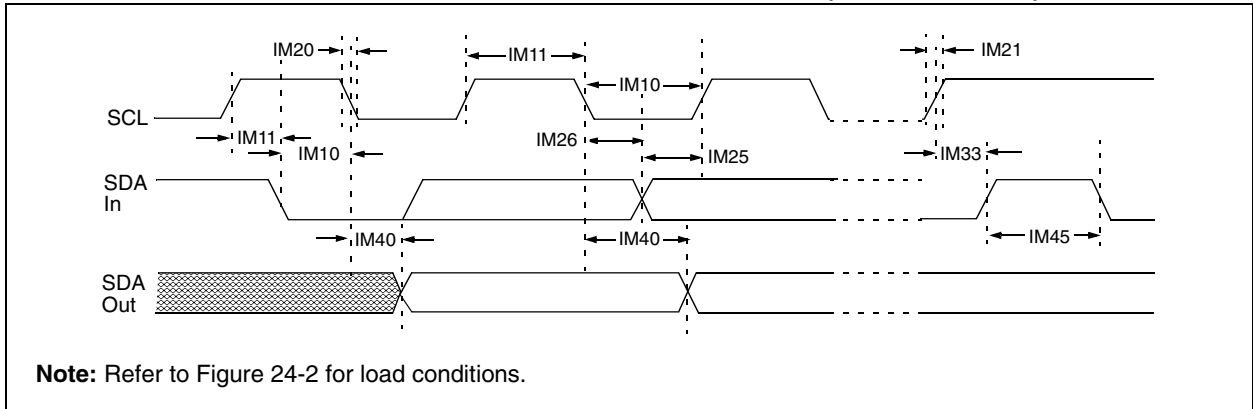 IM20
IM11
IM21
IM10
SCL
IM11
IM26
IM10
IM25
IM33
SDA
In
IM40
IM40
IM45
SDA
Out
Note: Refer to Figure 24-2 for load conditions.